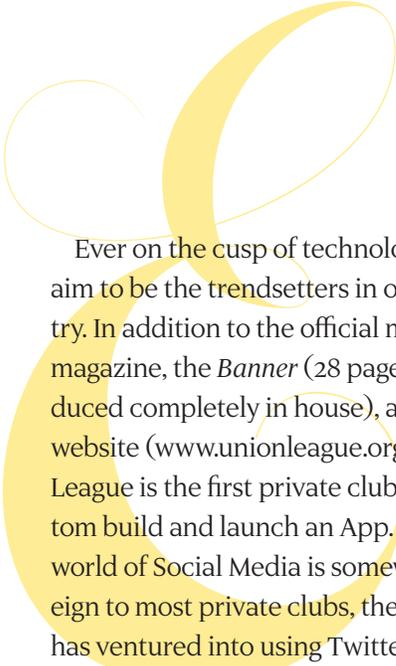 Ever on the cusp of technolo
aim to be the trendsetters in o
try. In addition to the official m
magazine, the Banner (28 page
duced completely in house), a
website (www.unionleague.org
League is the first private club
tom build and launch an App.
world of Social Media is somew
eign to most private clubs, the
has ventured into using Twitte